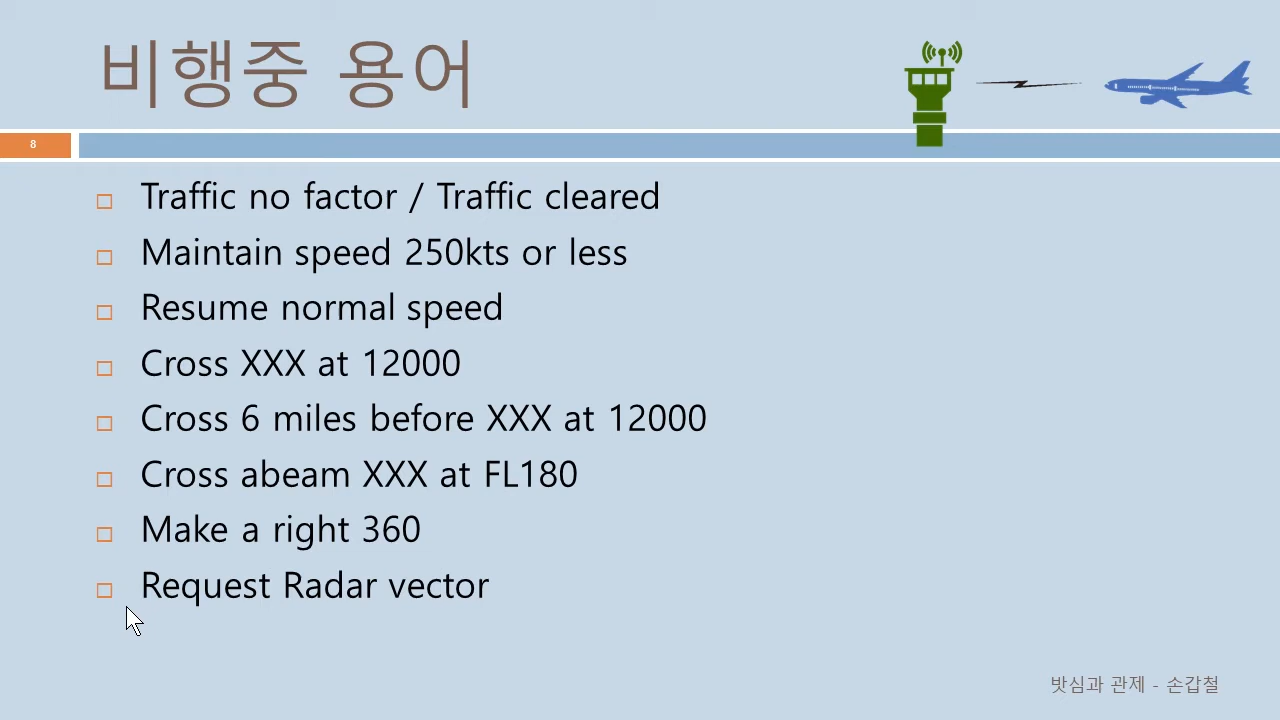 비행중 용어
8
Traffic no factor / Traffic cleared
Maintain speed 250kts or less
Resume normal speed
Cross XXX at 12000
Cross 6 miles before XXX at 12000
Cross abeam XXX at FL180
Make a right 360
Request Radar vector
밧심과 관제 - 손갑철